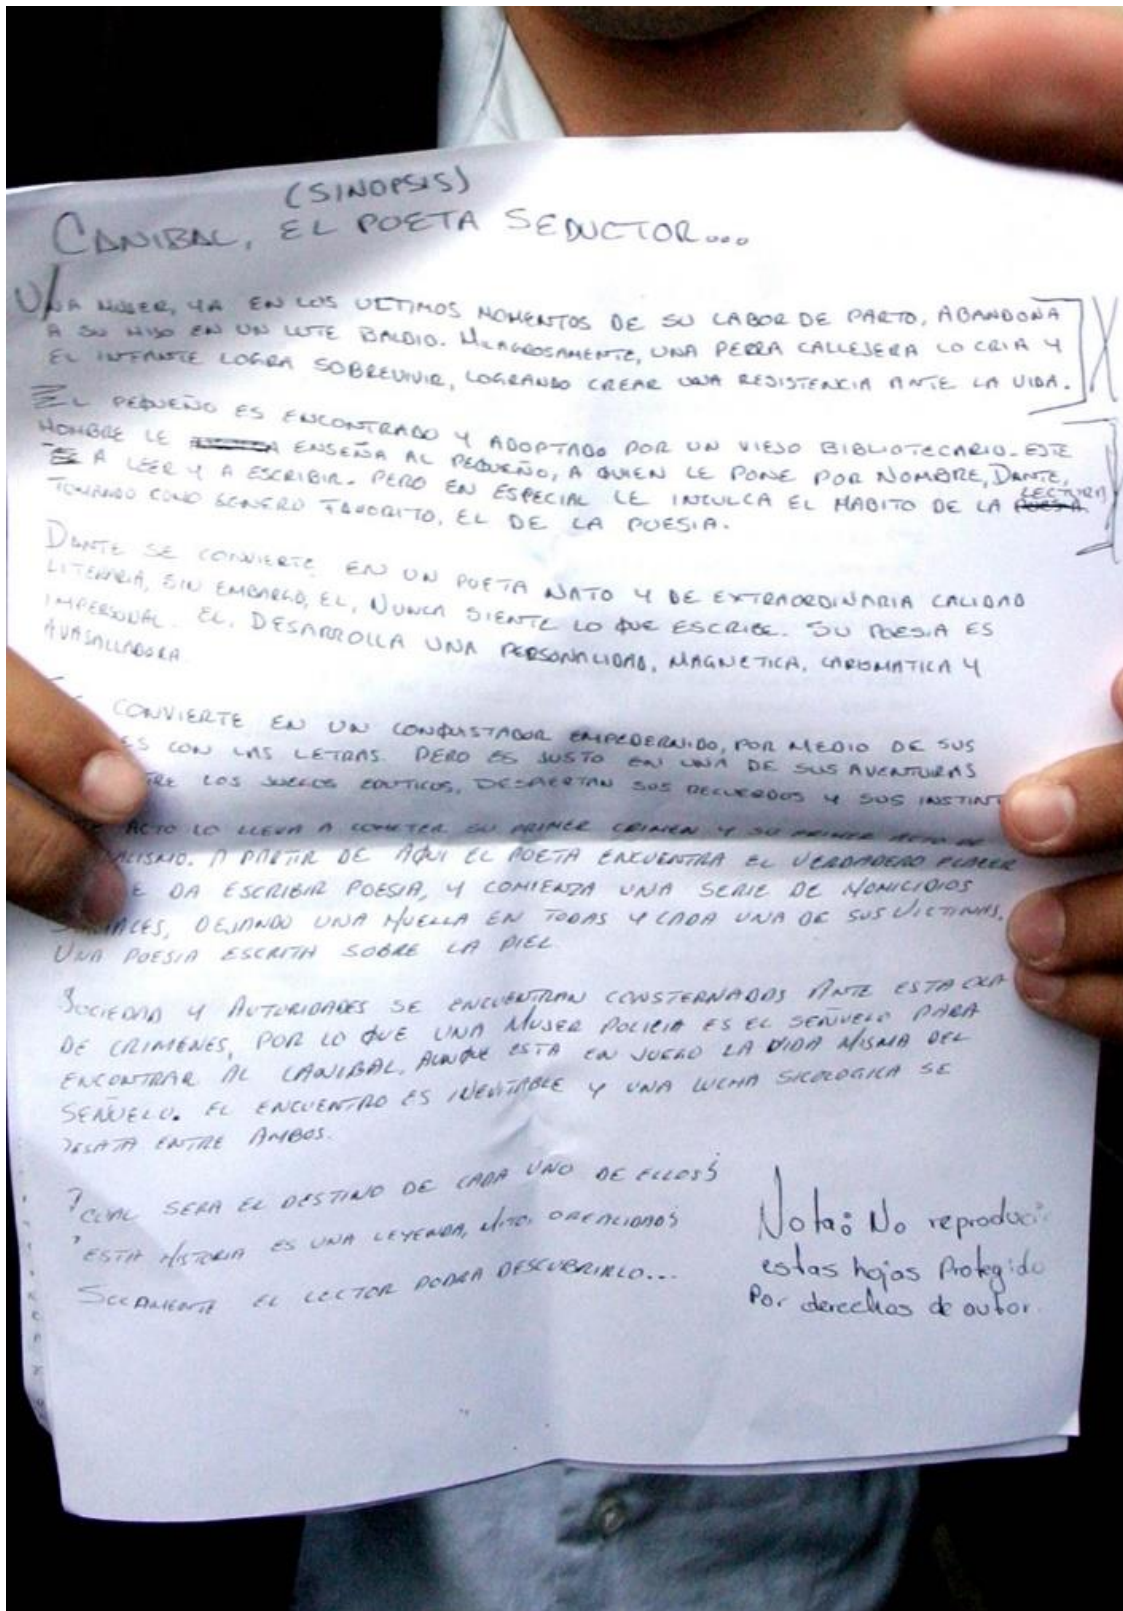 (SINOPSIS)
CANIBAL, EL POETA SEDUCTOR...
UNA MUJER, YA EN LOS ULTIMOS MOMENTOS DE SU LABOR DE PARTO, ABANDONA
A SU HIJO EN UN LOTE BALDIO. MILAGROSAMENTE, UNA PERRA CALLEJERA LO CRIA Y
EL INFANTE LOGRA SOBREVIVIR, LOGRANDO CREAR UNA RESISTENCIA ANTE LA VIDA.
EL PEQUEÑO ES ENCONTRADO Y ADOPTADO POR UN VIEJO BIBLIOTECARIO. ESTE
HOMBRE LE ENSEÑA AL PEQUEÑO, A QUIEN LE PONE POR NOMBRE, DANTE,
A LEER Y A ESCRIBIR. PERO EN ESPECIAL LE INCULCA EL HABITO DE LA LECTURA
TOMANDO COMO GENERO FAVORITO, EL DE LA POESIA.
DANTE SE CONVIERTE EN UN POETA NATO Y DE EXTRAORDINARIA CALIDAD
LITERARIA, SIN EMBARGO, EL, NUNCA SIENTE LO QUE ESCRIBE. SU POESIA ES
IMPERSONAL. EL, DESARROLLA UNA PERSONALIDAD, MAGNETICA, CARISMATICA Y
AVASALLADORA
CONVIERTE EN UN CONQUISTADOR EMPEDERNIDO, POR MEDIO DE SUS
ES CON LAS LETRAS. PERO ES JUSTO EN UNA DE SUS AVENTURAS
TRE LOS JUEGOS EROTICOS, DESPIERTAN SUS RECUERDOS Y SUS INSTINT
ACTO LO LLEVA A COMETER SU PRIMER CRIMEN Y SU PRIMER ACTO DE
ALISMO. A PARTIR DE AQUI EL POETA ENCUENTRA EL VERDADERO PLACER
E DA ESCRIBIR POESIA, Y COMIENZA UNA SERIE DE HOMICIDIOS
IALES, DEJANDO UNA HUELLA EN TODAS Y CADA UNA DE SUS VICTIMAS.
UNA POESIA ESCRITA SOBRE LA PIEL
SOCIEDAD Y AUTORIDADES SE ENCUENTRAN CONSTERNADOS ANTE ESTA OLA
DE CRIMENES, POR LO QUE UNA MUJER POLICIA ES EL SEÑUELO PARA
ENCONTRAR AL CANIBAL, AUNQUE ESTA EN JUEGO LA VIDA MISMA DEL
SEÑUELO. EL ENCUENTRO ES INEVITABLE Y UNA LUCHA SICOLOGICA SE
DESATA ENTRE AMBOS.
?CUAL SERA EL DESTINO DE CADA UNO DE ELLOS?
?ESTA HISTORIA ES UNA LEYENDA, MITO, O REALIDAD?
SOLAMENTE EL LECTOR PODRA DESCUBRIRLO...
Nota: No reproducir
estas hojas Protegido
Por derechos de autor.